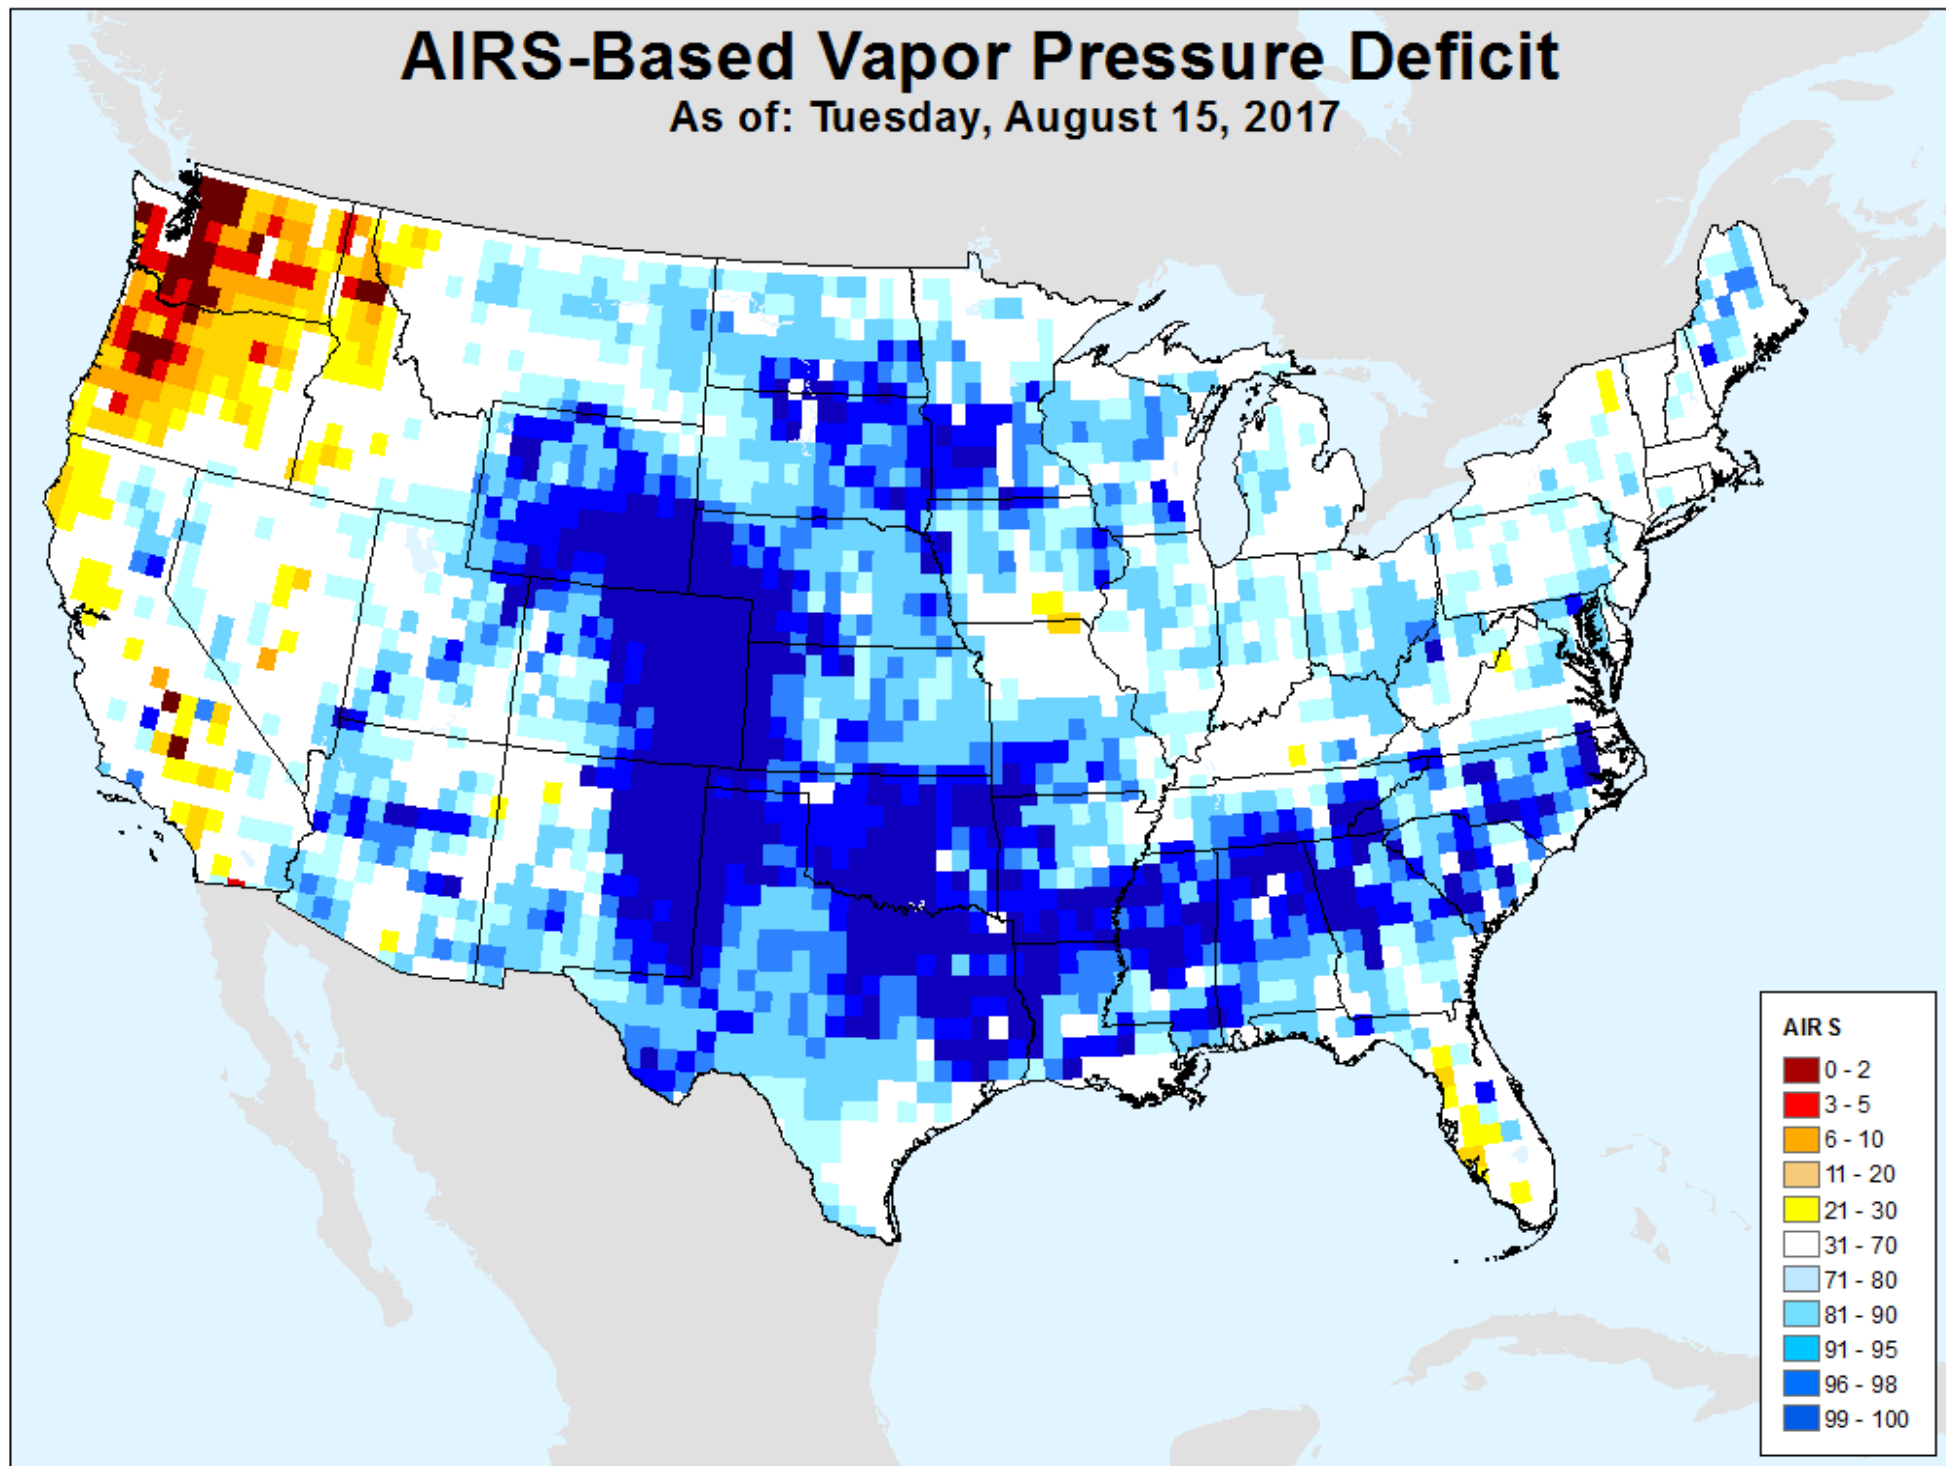 AIRS-Based Vapor Pressure Deficit
As of: Tuesday, August 15, 2017
AIRS
0 - 2
3 - 5
6 - 10
11 - 20
21 - 30
31 - 70
71 - 80
81 - 90
91 - 95
96 - 98
99 - 100